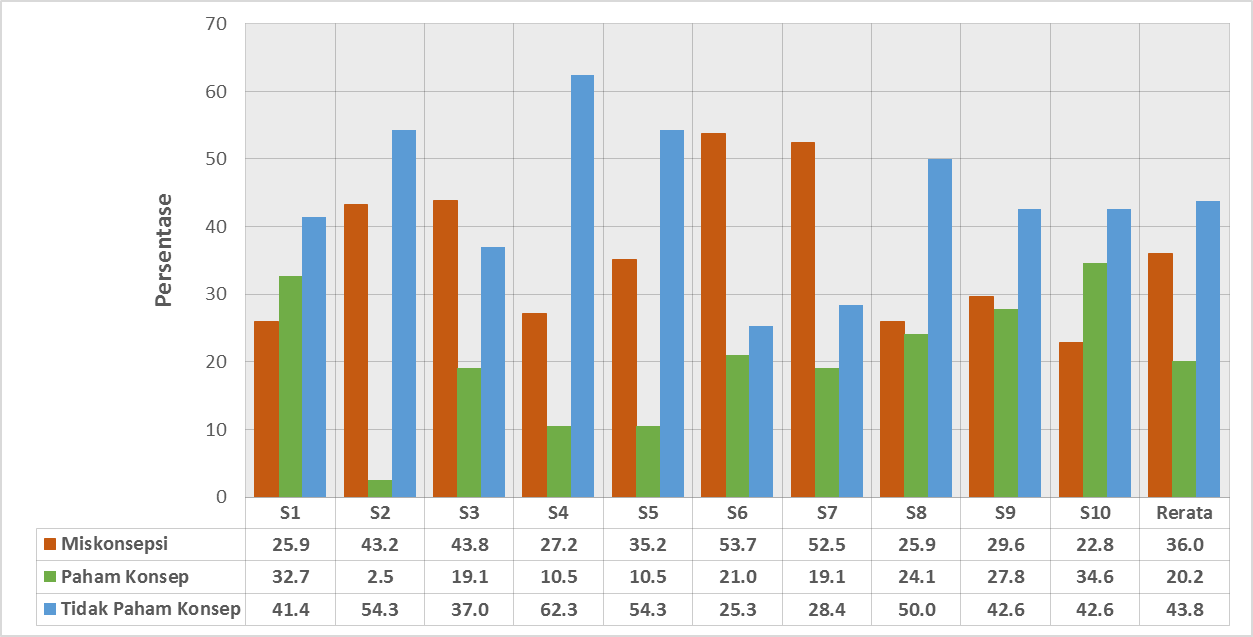 70
60
50
40
30
20
10
0
Persentase
S1 S2 S3 S4 S5 S6 S7 S8 S9 S10 Rerata
Miskonsepsi 25.9 43.2 43.8 27.2 35.2 53.7 52.5 25.9 29.6 22.8 36.0
Paham Konsep 32.7 2.5 19.1 10.5 10.5 21.0 19.1 24.1 27.8 34.6 20.2
Tidak Paham Konsep 41.4 54.3 37.0 62.3 54.3 25.3 28.4 50.0 42.6 42.6 43.8